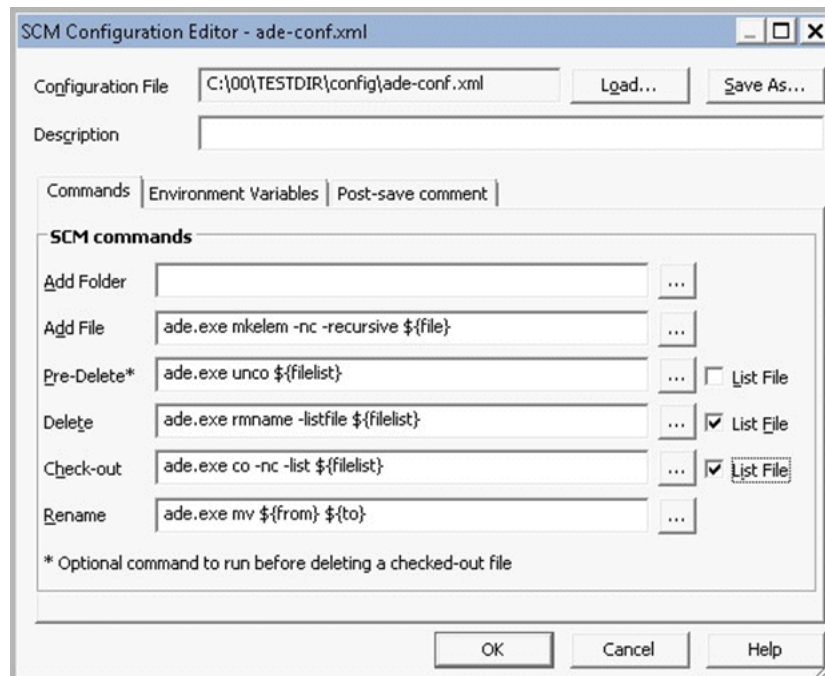 SCM Configuration Editor - ade-conf.xml
Configuration File C:\00\TESTDIR\config\ade-conf.xml Load... Save As...
Description
Commands Environment Variables Post-save comment
SCM commands
Add Folder ...
Add File ade.exe mkelem -nc -recursive ${file} ...
Pre-Delete* ade.exe unco ${filelist} ... List File
Delete ade.exe rmname -listfile ${filelist} ... List File
Check-out ade.exe co -nc -list ${filelist} ... List File
Rename ade.exe mv ${from} ${to} ...
* Optional command to run before deleting a checked-out file
OK Cancel Help